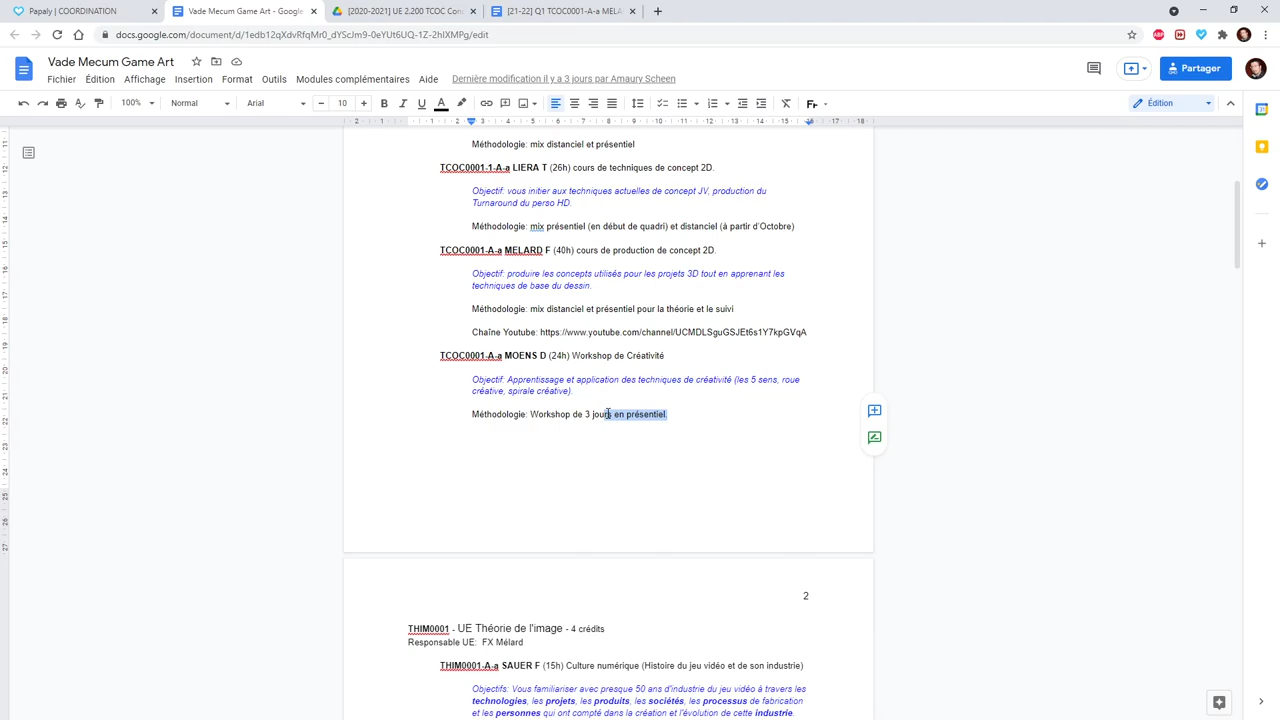 Papaly | COORDINATION
Vade Mecum Game Art - Google
[2020-2021] UE 2.200 TCOC Con
[21-22] Q1 TCOC0001-A-a MELA
docs.google.com/document/d/1edb12qXdvRfqMr0_dYScJm9-0eYUt6UQ-1Z-2hIXMPg/edit
Vade Mecum Game Art
Fichier Édition Affichage Insertion Format Outils Modules complémentaires Aide Dernière modification il y a 3 jours par Amaury Scheen
Partager
100% Normal Arial 10 Édition
Méthodologie: mix distanciel et présentiel
TCOC0001-1-A-a LIERA T (26h) cours de techniques de concept 2D.
Objectif: vous initier aux techniques actuelles de concept JV, production du
Turnaround du perso HD.
Méthodologie: mix présentiel (en début de quadri) et distanciel (à partir d'Octobre)
TCOC0001-A-a MELARD F (40h) cours de production de concept 2D.
Objectif: produire les concepts utilisés pour les projets 3D tout en apprenant les
techniques de base du dessin.
Méthodologie: mix distanciel et présentiel pour la théorie et le suivi
Chaîne Youtube: https://www.youtube.com/channel/UCMDLSguGSJEt6s1Y7kpGVqA
TCOC0001-A-a MOENS D (24h) Workshop de Créativité
Objectif: Apprentissage et application des techniques de créativité (les 5 sens, roue
créative, spirale créative).
Méthodologie: Workshop de 3 jours en présentiel.
2
THIM0001 - UE Théorie de l'image - 4 crédits
Responsable UE: FX Mélard
THIM0001-A-a SAUER F (15h) Culture numérique (Histoire du jeu vidéo et de son industrie)
Objectifs: Vous familiariser avec presque 50 ans d'industrie du jeu vidéo à travers les
technologies, les projets, les produits, les sociétés, les processus de fabrication
et les personnes qui ont compté dans la création et l'évolution de cette industrie.